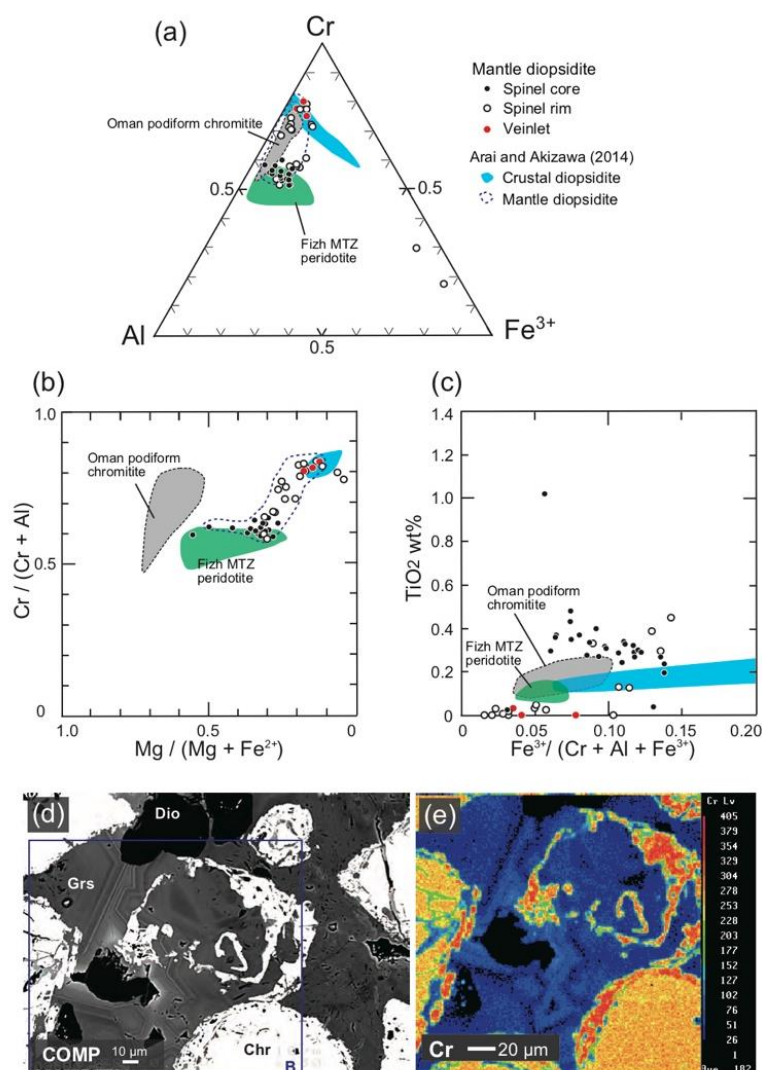 (a)
Cr
Mantle diopsidite
Spinel core
Spinel rim
Veinlet
Arai and Akizawa (2014)
Crustal diopsidite
Mantle diopsidite
Oman podiform chromitite
0.5
0.5
Fizh MTZ
peridotite
Al
Fe³⁺
0.5
(b)
(c)
1.0
0.5
0
Cr / (Cr + Al)
Oman podiform
chromitite
Fizh MTZ
peridotite
1.0
0.5
0
Mg / (Mg + Fe²⁺)
1.4
1.2
1.0
0.8
0.6
0.4
0.2
0
TiO2 wt%
Oman podiform
chromitite
Fizh MTZ
peridotite
0
0.05
0.10
0.15
0.20
Fe³⁺/ (Cr + Al + Fe³⁺)
(d)
Dio
Grs
COMP
10 µm
Chr
B
(e)
Cr
20 µm
Cr Lv
405
379
354
329
304
278
253
228
203
177
152
127
102
76
51
26
1